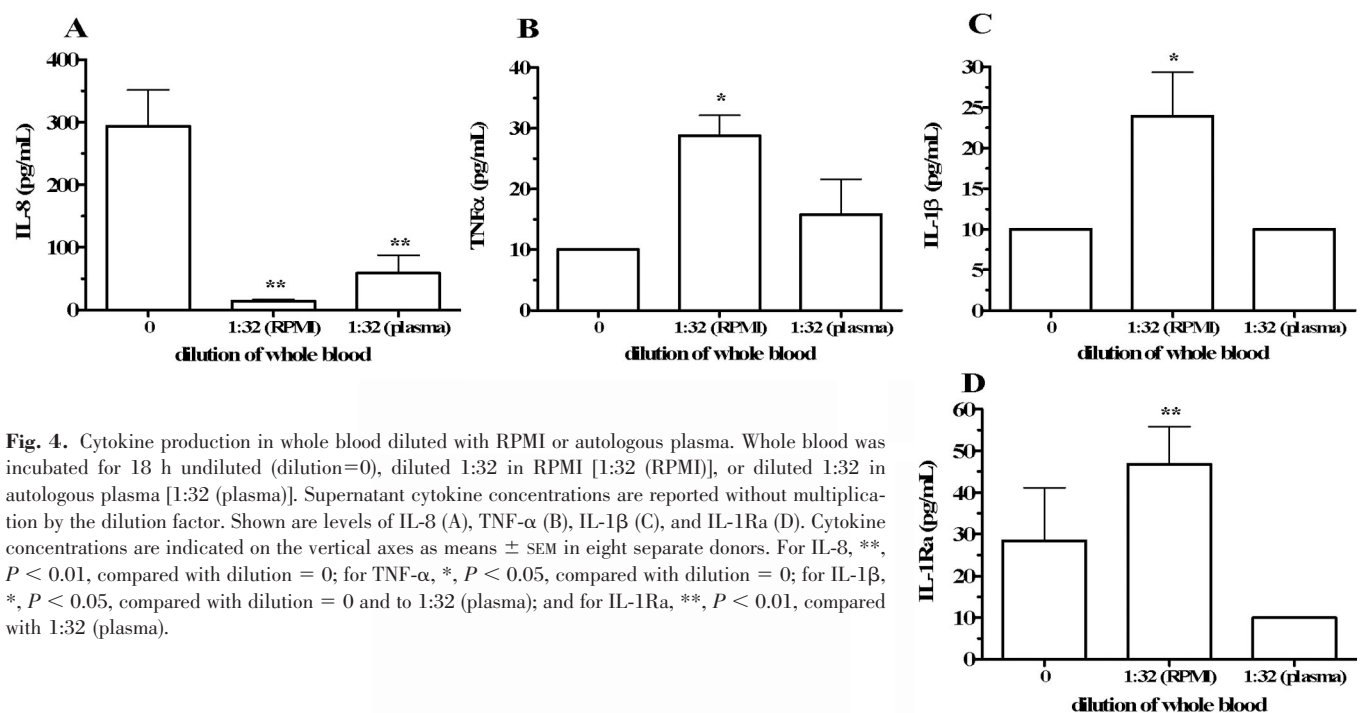 A
400
300
200
100
0
IL-8 (pg/mL)
**
**
0 1:32 (RPMI) 1:32 (plasma)
dilution of whole blood
B
40
30
20
10
0
TNFα (pg/mL)
*
0 1:32 (RPMI) 1:32 (plasma)
dilution of whole blood
C
30
25
20
15
10
5
0
IL-1β (pg/mL)
*
0 1:32 (RPMI) 1:32 (plasma)
dilution of whole blood
D
60
50
40
30
20
10
0
IL-1Ra (pg/mL)
**
0 1:32 (RPMI) 1:32 (plasma)
dilution of whole blood
Fig. 4. Cytokine production in whole blood diluted with RPMI or autologous plasma. Whole blood was
incubated for 18 h undiluted (dilution=0), diluted 1:32 in RPMI [1:32 (RPMI)], or diluted 1:32 in
autologous plasma [1:32 (plasma)]. Supernatant cytokine concentrations are reported without multiplica-
tion by the dilution factor. Shown are levels of IL-8 (A), TNF-α (B), IL-1β (C), and IL-1Ra (D). Cytokine
concentrations are indicated on the vertical axes as means ± SEM in eight separate donors. For IL-8, **,
P < 0.01, compared with dilution = 0; for TNF-α, *, P < 0.05, compared with dilution = 0; for IL-1β,
*, P < 0.05, compared with dilution = 0 and to 1:32 (plasma); and for IL-1Ra, **, P < 0.01, compared
with 1:32 (plasma).